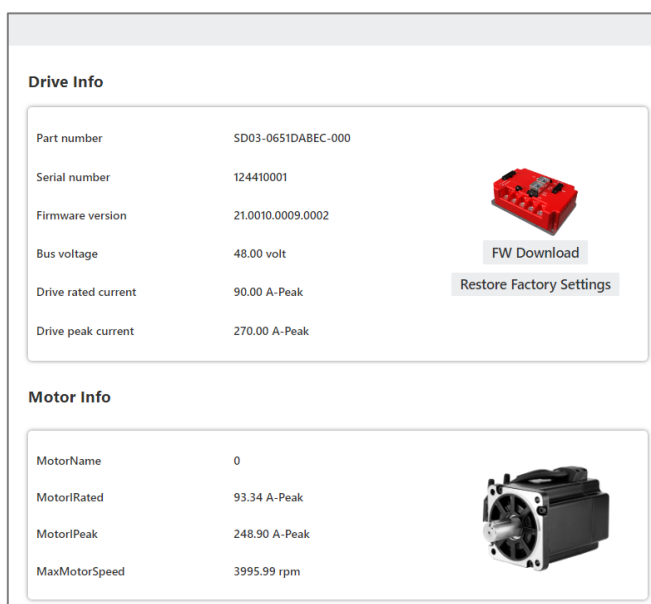 Drive Info
Part number SD03-0651DABEC-000
Serial number 124410001
Firmware version 21.0010.0009.0002
Bus voltage 48.00 volt
FW Download
Drive rated current 90.00 A-Peak
Restore Factory Settings
Drive peak current 270.00 A-Peak
Motor Info
MotorName 0
MotorIRated 93.34 A-Peak
MotorIPeak 248.90 A-Peak
MaxMotorSpeed 3995.99 rpm